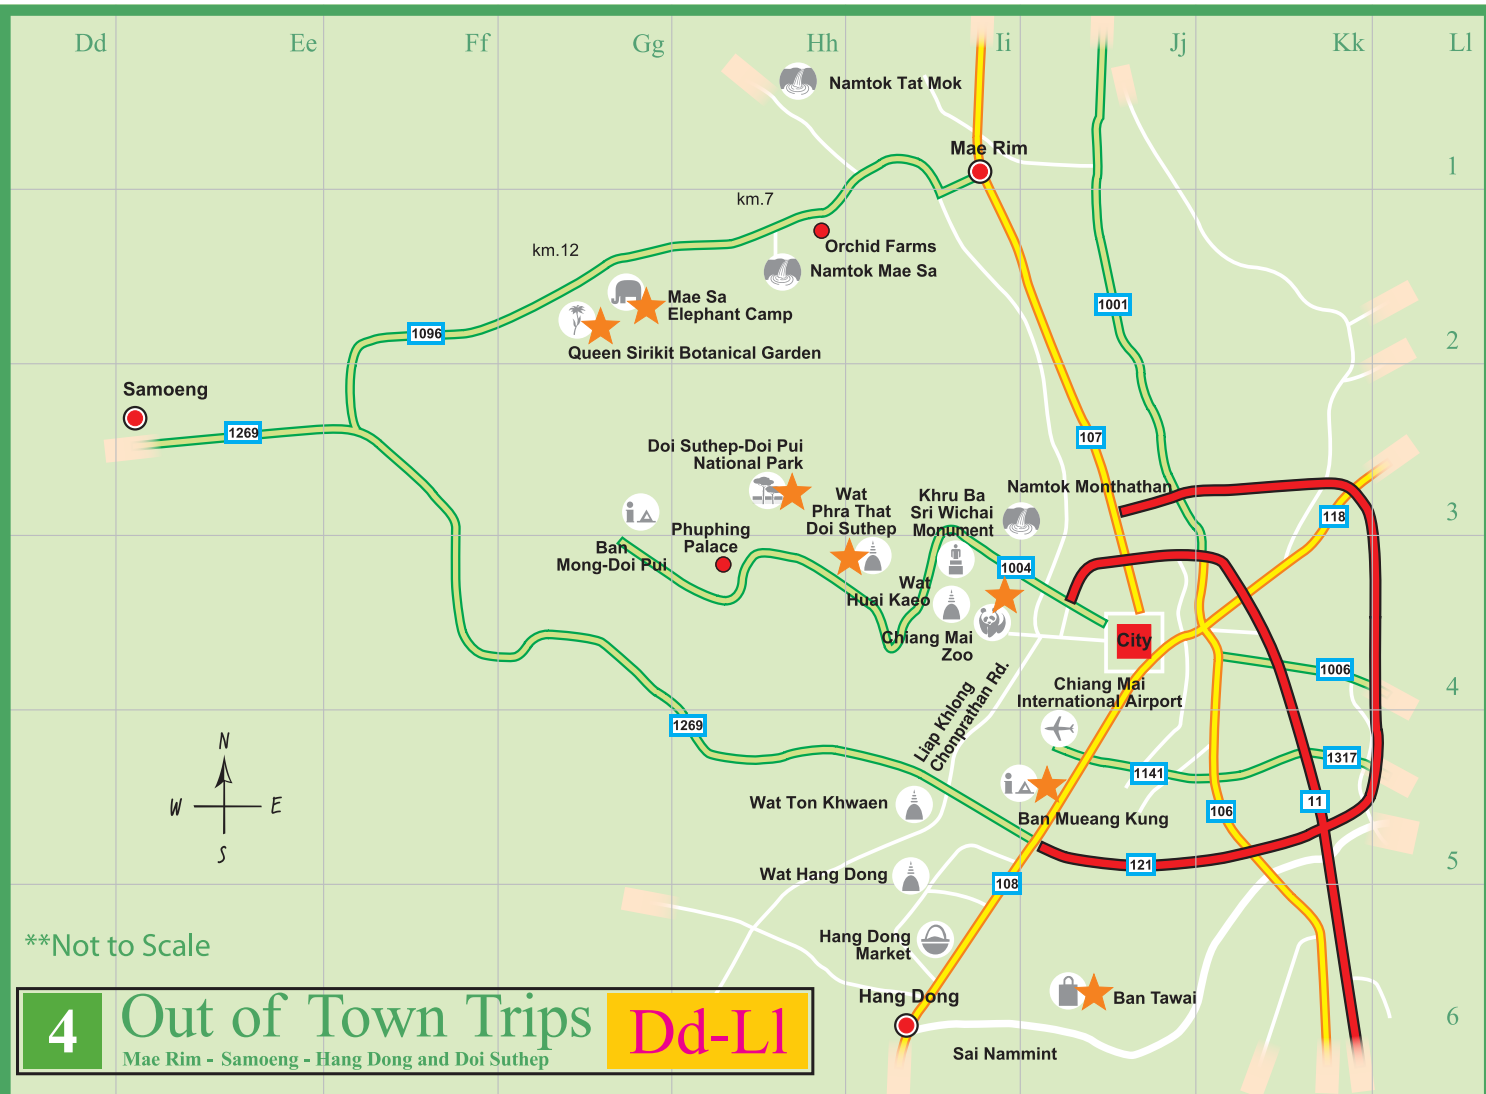 Dd Ee Ff Gg Hh Ii Jj Kk Ll
Namtok Tat Mok
Mae Rim
1
km.7
Orchid Farms
km.12
Namtok Mae Sa
Mae Sa
Elephant Camp
1001
1096
2
Queen Sirikit Botanical Garden
Samoeng
1269
107
Doi Suthep-Doi Pui
National Park
Namtok Monthathan
Wat
Phra That
Doi Suthep
Khru Ba
Sri Wichai
Monument
118
3
Phuphing
Palace
Ban
Mong-Doi Pui
1004
Wat
Huai Kaeo
Chiang Mai
Zoo
City
1006
4
Chiang Mai
International Airport
Liap Khlong
Chonprathan Rd.
1269
N
W E
S
1317
1141
Wat Ton Khwaen
11
106
Ban Mueang Kung
121
5
Wat Hang Dong
108
Hang Dong
Market
**Not to Scale
Hang Dong
Ban Tawai
6
Sai Nammint
4
Out of Town Trips
Mae Rim - Samoeng - Hang Dong and Doi Suthep
Dd-Ll